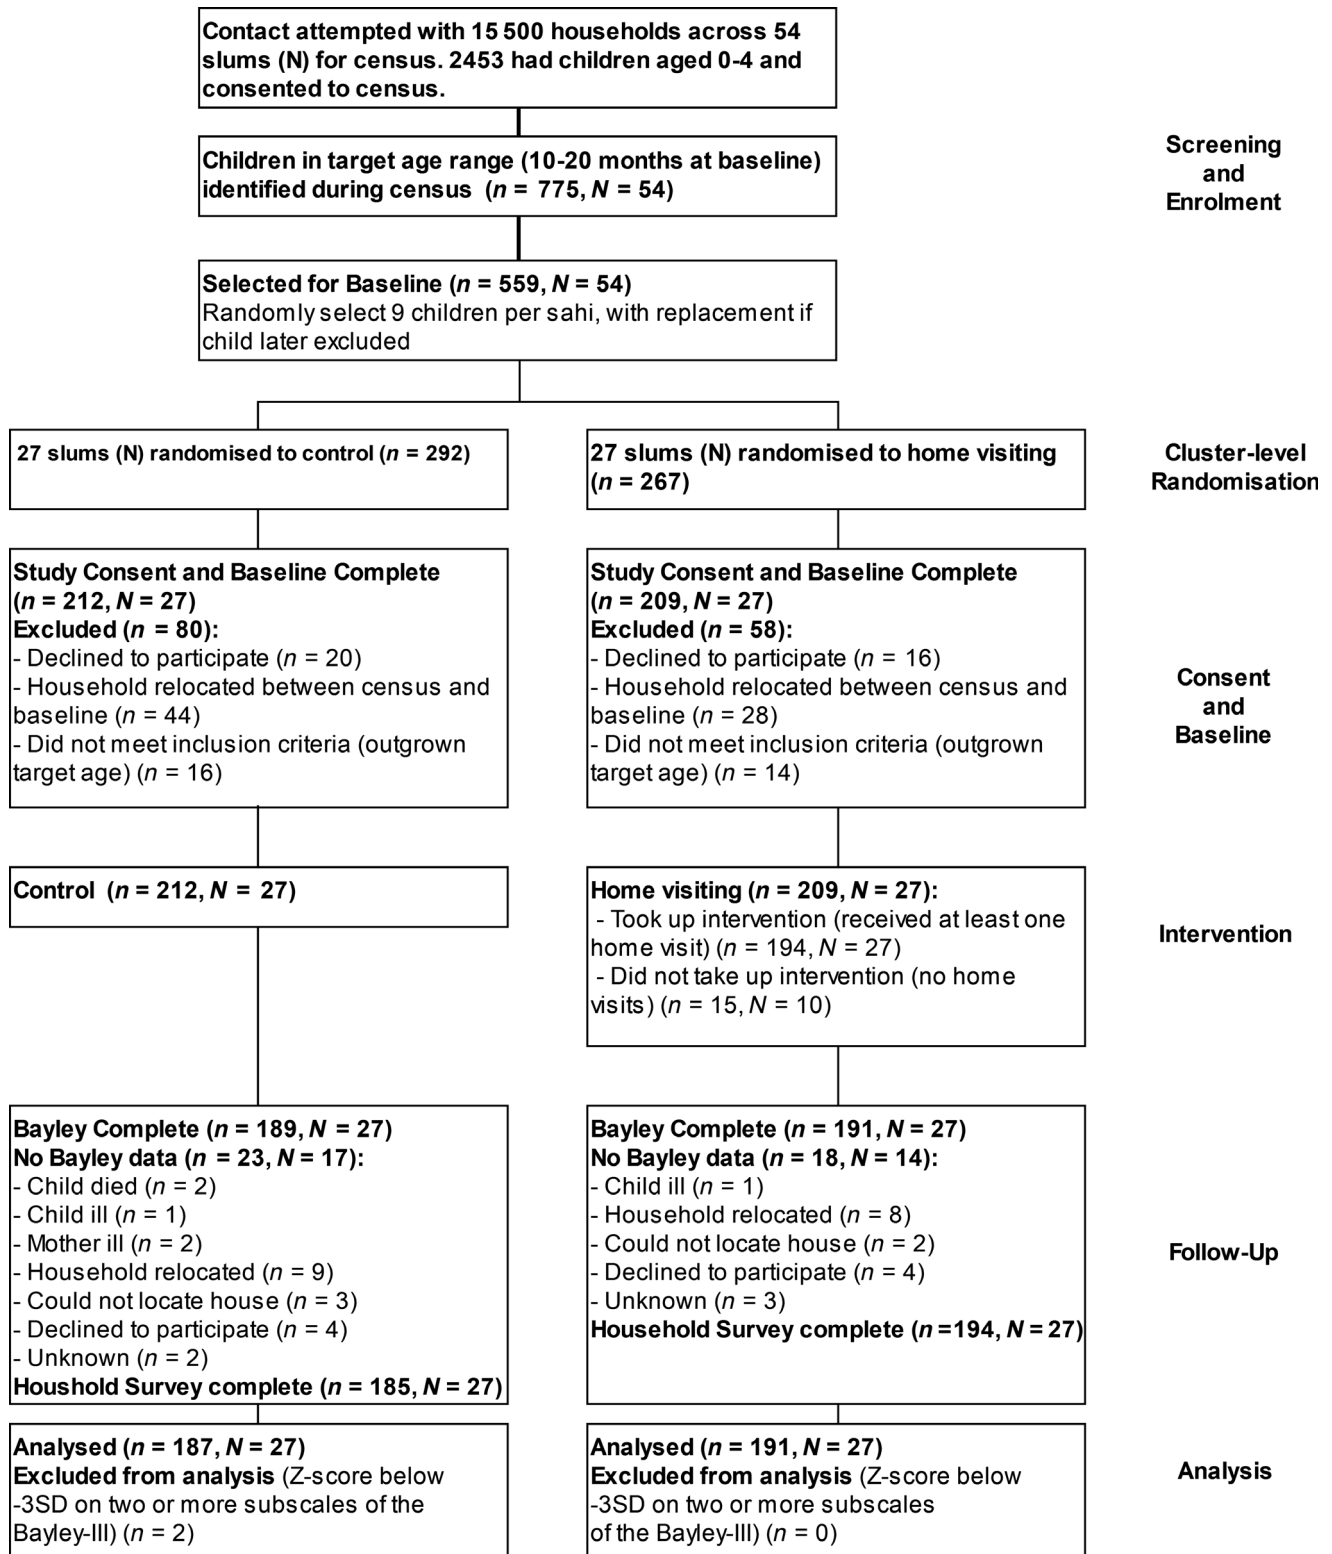 Contact attempted with 15 500 households across 54
slums (N) for census. 2453 had children aged 0-4 and
consented to census.
Children in target age range (10-20 months at baseline)
identified during census (n = 775, N = 54)
Screening
and
Enrolment
Selected for Baseline (n = 559, N = 54)
Randomly select 9 children per sahi, with replacement if
child later excluded
27 slums (N) randomised to control (n = 292)
27 slums (N) randomised to home visiting
(n = 267)
Cluster-level
Randomisation
Study Consent and Baseline Complete
(n = 212, N = 27)
Excluded (n = 80):
- Declined to participate (n = 20)
- Household relocated between census and
baseline (n = 44)
- Did not meet inclusion criteria (outgrown
target age) (n = 16)
Study Consent and Baseline Complete
(n = 209, N = 27)
Excluded (n = 58):
- Declined to participate (n = 16)
- Household relocated between census and
baseline (n = 28)
- Did not meet inclusion criteria (outgrown
target age) (n = 14)
Consent
and
Baseline
Control (n = 212, N = 27)
Home visiting (n = 209, N = 27):
- Took up intervention (received at least one
home visit) (n = 194, N = 27)
- Did not take up intervention (no home
visits) (n = 15, N = 10)
Intervention
Bayley Complete (n = 189, N = 27)
No Bayley data (n = 23, N = 17):
- Child died (n = 2)
- Child ill (n = 1)
- Mother ill (n = 2)
- Household relocated (n = 9)
- Could not locate house (n = 3)
- Declined to participate (n = 4)
- Unknown (n = 2)
Houshold Survey complete (n = 185, N = 27)
Bayley Complete (n = 191, N = 27)
No Bayley data (n = 18, N = 14):
- Child ill (n = 1)
- Household relocated (n = 8)
- Could not locate house (n = 2)
- Declined to participate (n = 4)
- Unknown (n = 3)
Household Survey complete (n =194, N = 27)
Follow-Up
Analysed (n = 187, N = 27)
Excluded from analysis (Z-score below
-3SD on two or more subscales of the
Bayley-III) (n = 2)
Analysed (n = 191, N = 27)
Excluded from analysis (Z-score below
-3SD on two or more subscales
of the Bayley-III) (n = 0)
Analysis